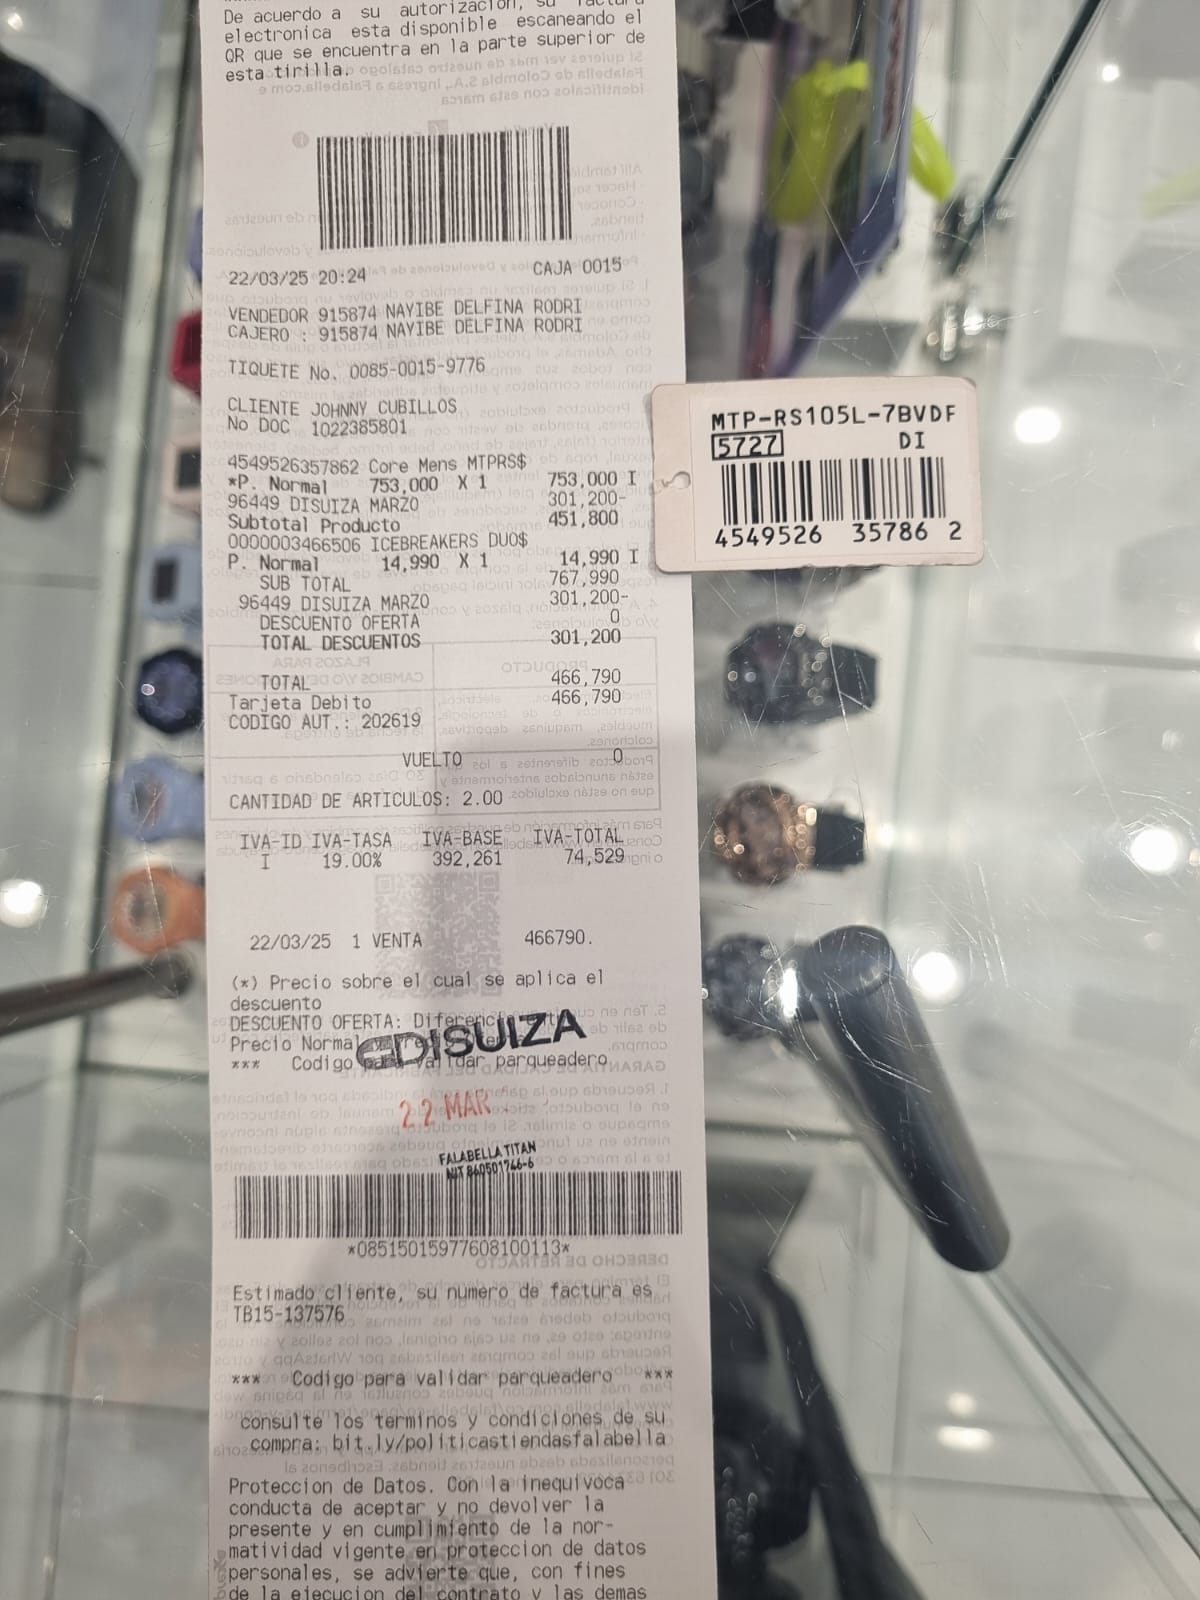 De acuerdo a su autorizacion, su factura
electronica esta disponible escaneando el
QR que se encuentra en la parte superior de
esta tirilla.
22/03/25 20:24 CAJA 0015
VENDEDOR 915874 NAYIBE DELFINA RODRI
CAJERO : 915874 NAYIBE DELFINA RODRI
TIQUETE No. 0085-0015-9776
CLIENTE JOHNNY CUBILLOS
No DOC 1022385801
4549526357862 Core Mens MTPRS$
*P. Normal 753,000 X 1 753,000 I
96449 DISUIZA MARZO 301,200-
Subtotal Producto 451,800
0000003466506 ICEBREAKERS DUO$
P. Normal 14,990 X 1 14,990 I
SUB TOTAL 767,990
96449 DISUIZA MARZO 301,200-
DESCUENTO OFERTA 0
TOTAL DESCUENTOS 301,200
TOTAL 466,790
Tarjeta Debito 466,790
CODIGO AUT.: 202619
VUELTO 0
CANTIDAD DE ARTICULOS: 2.00
IVA-ID IVA-TASA IVA-BASE IVA-TOTAL
I 19.00% 392,261 74,529
22/03/25 1 VENTA 466790.
(*) Precio sobre el cual se aplica el
descuento
DESCUENTO OFERTA:
Precio Normal
*** Codigo para validar parqueadero
DISUIZA
22 MAR
FALABELLA TITAN
NIT 860501746-6
*08515015977608100113*
Estimado cliente, su numero de factura es
TB15-137576
*** Codigo para validar parqueadero ***
consulte los terminos y condiciones de su
compra: bit.ly/politicastiendasfalabella
Proteccion de Datos. Con la inequivoca
conducta de aceptar y no devolver la
presente y en cumplimiento de la nor-
matividad vigente en proteccion de datos
personales, se advierte que, con fines
de la ejecucion del contrato y las demas
MTP-RS105L-7BVDF
5727 DI
4549526 35786 2